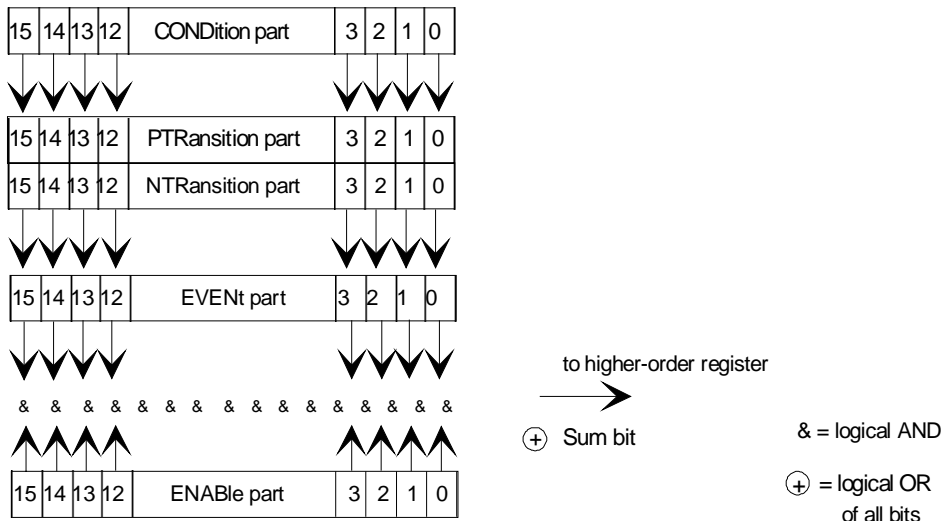 15 14 13 12 CONDition part 3 2 1 0
15 14 13 12 PTRansition part 3 2 1 0
15 14 13 12 NTRansition part 3 2 1 0
15 14 13 12 EVENt part 3 2 1 0
to higher-order register
& & & & & & & & & & & & & & & &
+ Sum bit
& = logical AND
15 14 13 12 ENABle part 3 2 1 0
+ = logical OR
of all bits